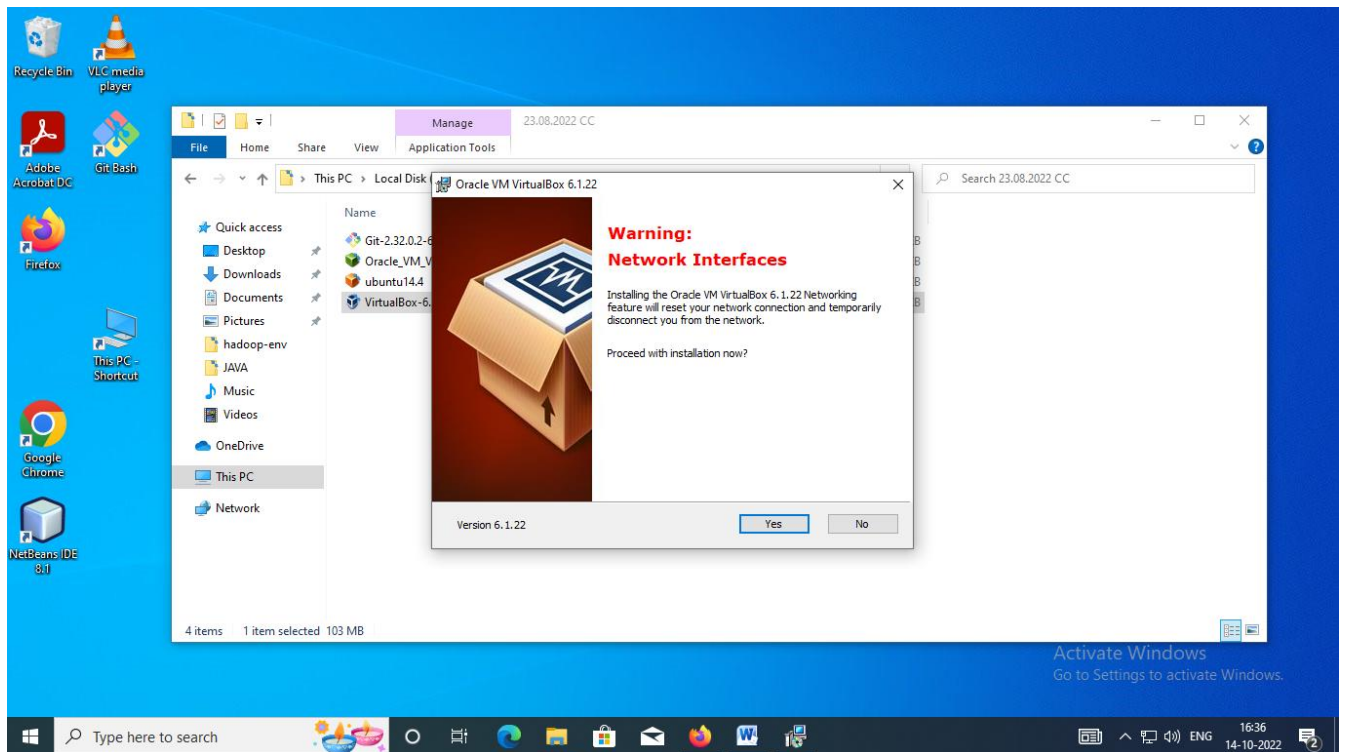 Recycle Bin
VLC media
player
Adobe
Acrobat DC
Git Bash
Firefox
This PC -
Shortcut
Google
Chrome
NetBeans IDE
8.1
Manage
23.08.2022 CC
File Home Share View Application Tools
This PC › Local Disk
Search 23.08.2022 CC
Quick access
Desktop
Downloads
Documents
Pictures
hadoop-env
JAVA
Music
Videos
OneDrive
This PC
Network
Name
Git-2.32.0.2-6
Oracle_VM_V
ubuntu14.4
VirtualBox-6.
Oracle VM VirtualBox 6.1.22
Warning:
Network Interfaces
Installing the Oracle VM VirtualBox 6.1.22 Networking
feature will reset your network connection and temporarily
disconnect you from the network.
Proceed with installation now?
Version 6.1.22
Yes No
4 items 1 item selected 103 MB
Activate Windows
Go to Settings to activate Windows.
Type here to search
ENG
16:36
14-10-2022
2